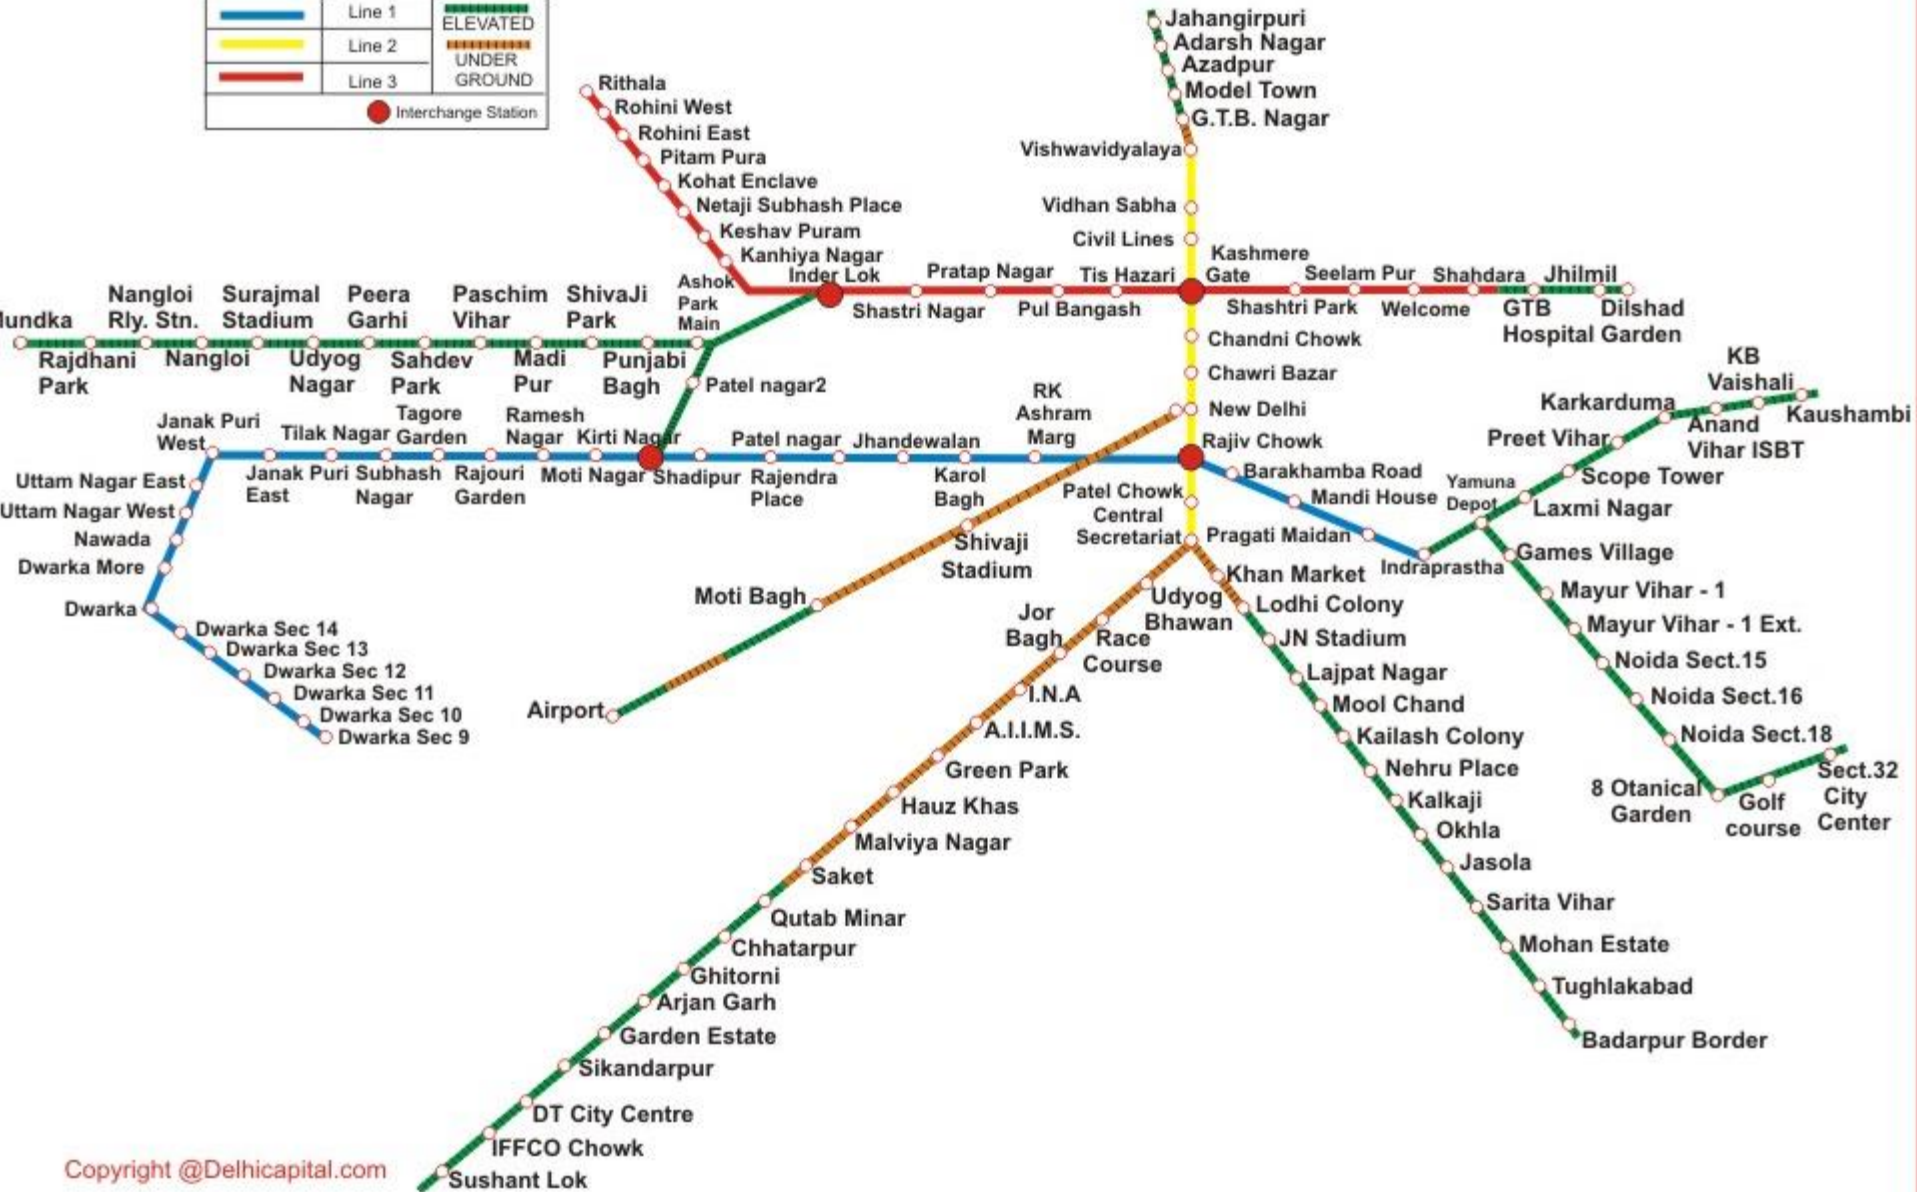 Line 1
Line 2
Line 3
ELEVATED
UNDER
GROUND
Interchange Station
Jahangirpuri
Adarsh Nagar
Azadpur
Model Town
G.T.B. Nagar
Vishwavidyalaya
Vidhan Sabha
Civil Lines
Kashmere
Gate
Chandni Chowk
Chawri Bazar
New Delhi
Rajiv Chowk
Patel Chowk
Central
Secretariat
Rithala
Rohini West
Rohini East
Pitam Pura
Kohat Enclave
Netaji Subhash Place
Keshav Puram
Kanhiya Nagar
Inder Lok
Shastri Nagar
Pratap Nagar
Pul Bangash
Tis Hazari
Shashtri Park
Seelam Pur
Welcome
Shahdara
GTB
Hospital
Jhilmil
Dilshad
Garden
Rajdhani
Park
Nangloi
Rly. Stn.
Nangloi
Surajmal
Stadium
Udyog
Nagar
Peera
Garhi
Sahdev
Park
Paschim
Vihar
Madi
Pur
ShivaJi
Park
Punjabi
Bagh
Ashok
Park
Main
Patel nagar2
Janak Puri
West
Janak Puri
East
Tilak Nagar
Subhash
Nagar
Tagore
Garden
Rajouri
Garden
Ramesh
Nagar
Moti Nagar
Kirti Nagar
Shadipur
Patel nagar
Rajendra
Place
Jhandewalan
Karol
Bagh
RK
Ashram
Marg
Uttam Nagar East
Uttam Nagar West
Nawada
Dwarka More
Dwarka
Dwarka Sec 14
Dwarka Sec 13
Dwarka Sec 12
Dwarka Sec 11
Dwarka Sec 10
Dwarka Sec 9
Barakhamba Road
Mandi House
Pragati Maidan
Indraprastha
Yamuna
Depot
Laxmi Nagar
Scope Tower
Preet Vihar
Karkarduma
Anand
Vihar ISBT
KB
Vaishali
Kaushambi
Games Village
Mayur Vihar - 1
Mayur Vihar - 1 Ext.
Noida Sect.15
Noida Sect.16
Noida Sect.18
8 Otanical
Garden
Golf
course
Sect.32
City
Center
Shivaji
Stadium
Moti Bagh
Airport
Udyog
Bhawan
Race
Course
Jor
Bagh
I.N.A
A.I.I.M.S.
Green Park
Hauz Khas
Malviya Nagar
Saket
Qutab Minar
Chhatarpur
Ghitorni
Arjan Garh
Garden Estate
Sikandarpur
DT City Centre
IFFCO Chowk
Sushant Lok
Khan Market
Lodhi Colony
JN Stadium
Lajpat Nagar
Mool Chand
Kailash Colony
Nehru Place
Kalkaji
Okhla
Jasola
Sarita Vihar
Mohan Estate
Tughlakabad
Badarpur Border
Copyright @Delhicapital.com